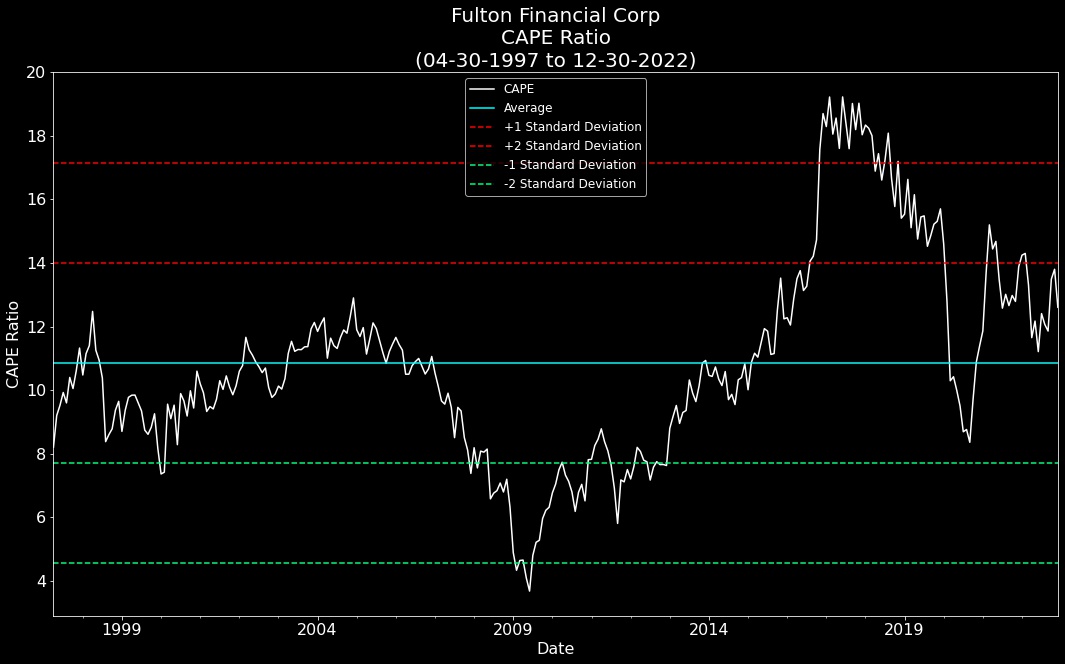 Fulton Financial Corp
CAPE Ratio
(04-30-1997 to 12-30-2022)
CAPE
Average
+1 Standard Deviation
+2 Standard Deviation
-1 Standard Deviation
-2 Standard Deviation
CAPE Ratio
20
18
16
14
12
10
8
6
4
1999
2004
2009
2014
2019
Date